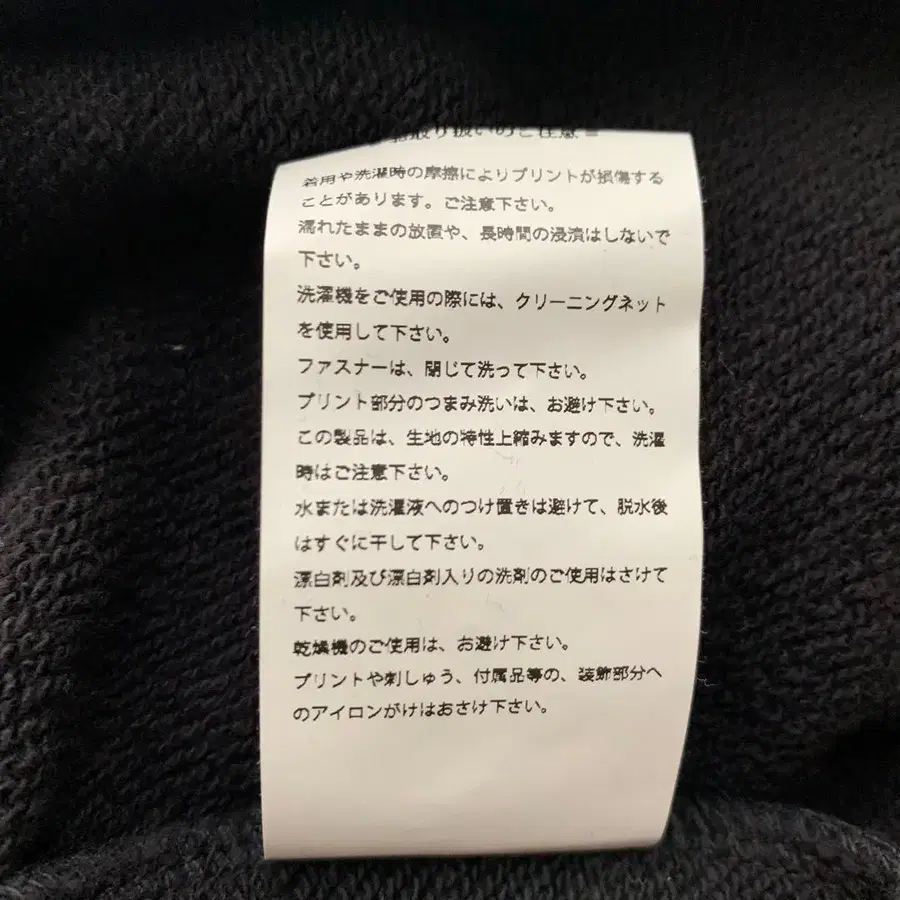 取り扱いのご注意＝
着用や洗濯時の摩擦によりプリントが損傷する
ことがあります。ご注意下さい。
濡れたままの放置や、長時間の浸漬はしないで
下さい。
洗濯機をご使用の際には、クリーニングネット
を使用して下さい。
ファスナーは、閉じて洗って下さい。
プリント部分のつまみ洗いは、お避け下さい。
この製品は、生地の特性上縮みますので、洗濯
時はご注意下さい。
水または洗濯液へのつけ置きは避けて、脱水後
はすぐに干して下さい。
漂白剤及び漂白剤入りの洗剤のご使用はさけて
下さい。
乾燥機のご使用は、お避け下さい。
プリントや刺しゅう、付属品等の、装飾部分へ
のアイロンがけはおさけ下さい。